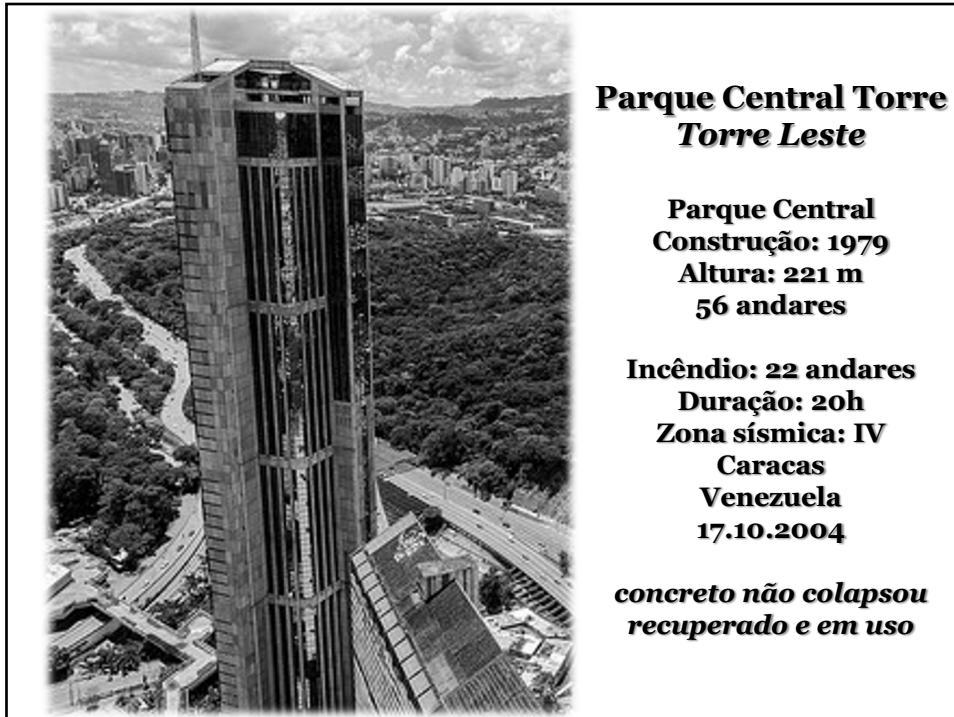 Parque Central Torre
Torre Leste
Parque Central
Construção: 1979
Altura: 221 m
56 andares
Incêndio: 22 andares
Duração: 20h
Zona sísmica: IV
Caracas
Venezuela
17.10.2004
concreto não colapsou
recuperado e em uso